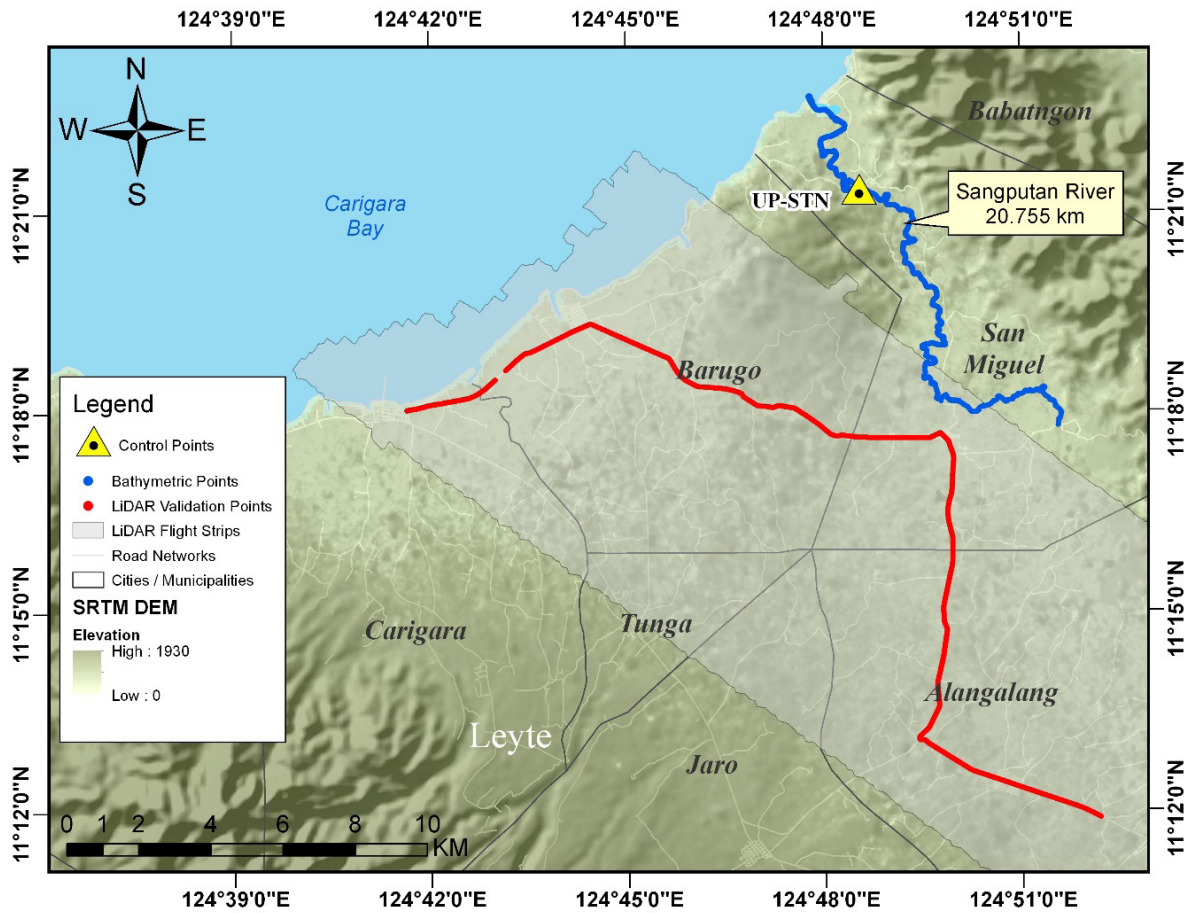 124°39'0"E 124°42'0"E 124°45'0"E 124°48'0"E 124°51'0"E
N
W E
S
Babatngon
Carigara
Bay
UP-STN
Sangputan River
20.755 km
11°21'0"N 11°21'0"N
San
Miguel
Barugo
11°18'0"N 11°18'0"N
Legend
Control Points
Bathymetric Points
LiDAR Validation Points
LiDAR Flight Strips
Road Networks
Cities / Municipalities
SRTM DEM
Elevation
High : 1930
Low : 0
11°15'0"N 11°15'0"N
Carigara
Tunga
Alangalang
Leyte
Jaro
11°12'0"N 11°12'0"N
0 1 2 4 6 8 10
KM
124°39'0"E 124°42'0"E 124°45'0"E 124°48'0"E 124°51'0"E